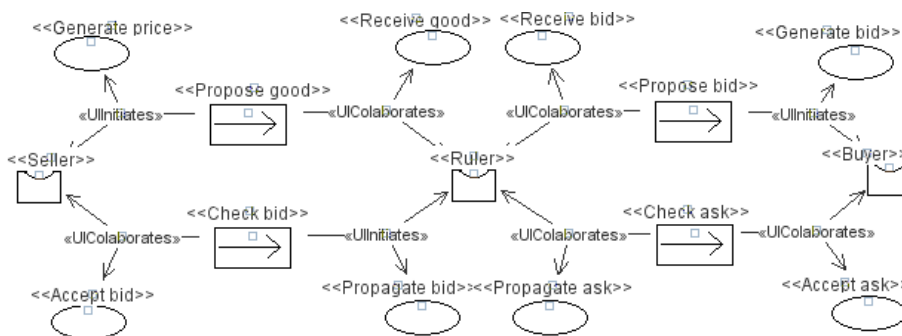 <<Generate price>>
<<Receive good>>
<<Receive bid>>
<<Generate bid>>
<<Propose good>>
<<Propose bid>>
«UIInitiates»
«UIColaborates»
«UIColaborates»
«UIInitiates»
<<Seller>>
<<Ruler>>
<<Buyer>>
<<Check bid>>
<<Check ask>>
«UIColaborates»
«UIInitiates»
«UIColaborates»
«UIColaborates»
<<Accept bid>>
<<Propagate bid>>
<<Propagate ask>>
<<Accept ask>>